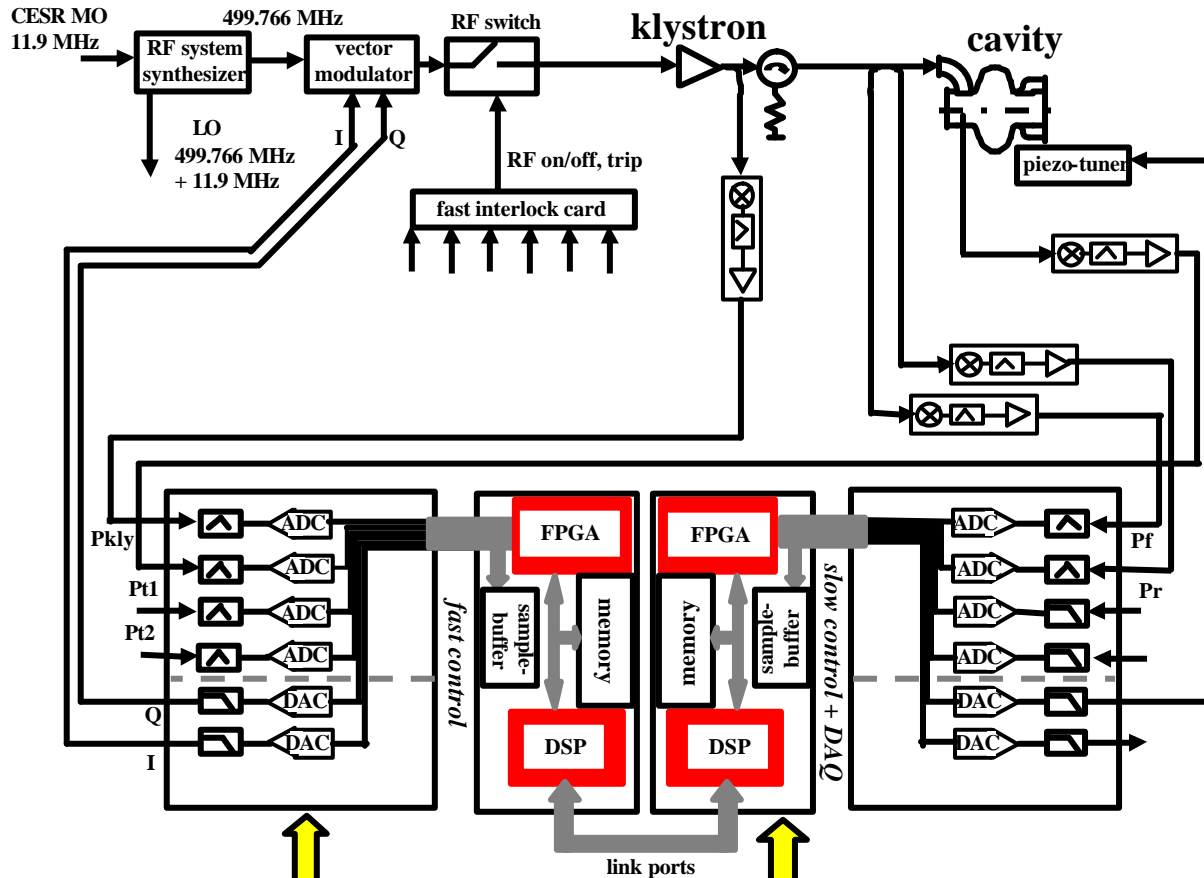 CESR MO
11.9 MHz
499.766 MHz
RF switch
klystron
cavity
RF system
synthesizer
vector
modulator
LO
499.766 MHz
+ 11.9 MHz
I
Q
RF on/off, trip
fast interlock card
piezo-tuner
Pkly
Pt1
Pt2
Q
I
ADC
ADC
ADC
ADC
DAC
DAC
fast control
FPGA
sample-
buffer
memory
DSP
FPGA
memory
sample-
buffer
DSP
slow control + DAQ
link ports
ADC
ADC
ADC
ADC
DAC
DAC
Pf
Pr